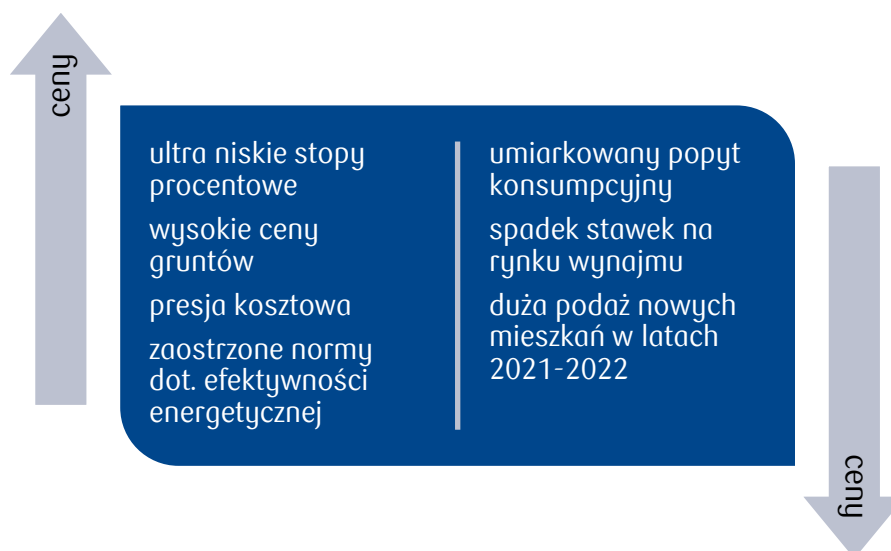 ceny
ultra niskie stopy
procentowe
wysokie ceny
gruntów
presja kosztowa
zaostrzone normy
dot. efektywności
energetycznej
umiarkowany popyt
konsumpcyjny
spadek stawek na
rynku wynajmu
duża podaż nowych
mieszkań w latach
2021-2022
ceny